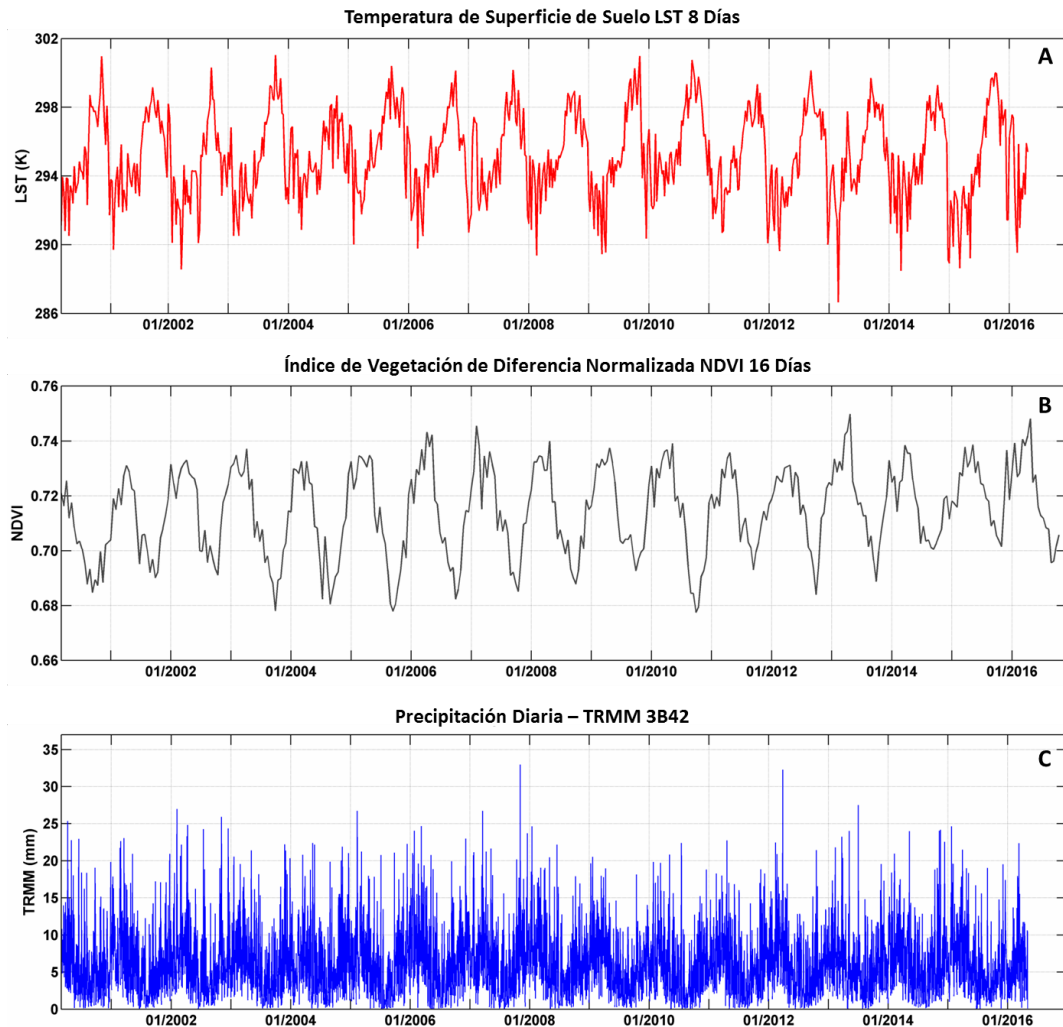 Temperatura de Superficie de Suelo LST 8 Días
A
302
298
294
290
286
LST (K)
01/2002 01/2004 01/2006 01/2008 01/2010 01/2012 01/2014 01/2016
Índice de Vegetación de Diferencia Normalizada NDVI 16 Días
B
0.76
0.74
0.72
0.70
0.68
0.66
NDVI
01/2002 01/2004 01/2006 01/2008 01/2010 01/2012 01/2014 01/2016
Precipitación Diaria – TRMM 3B42
C
35
30
25
20
15
10
5
0
TRMM (mm)
01/2002 01/2004 01/2006 01/2008 01/2010 01/2012 01/2014 01/2016